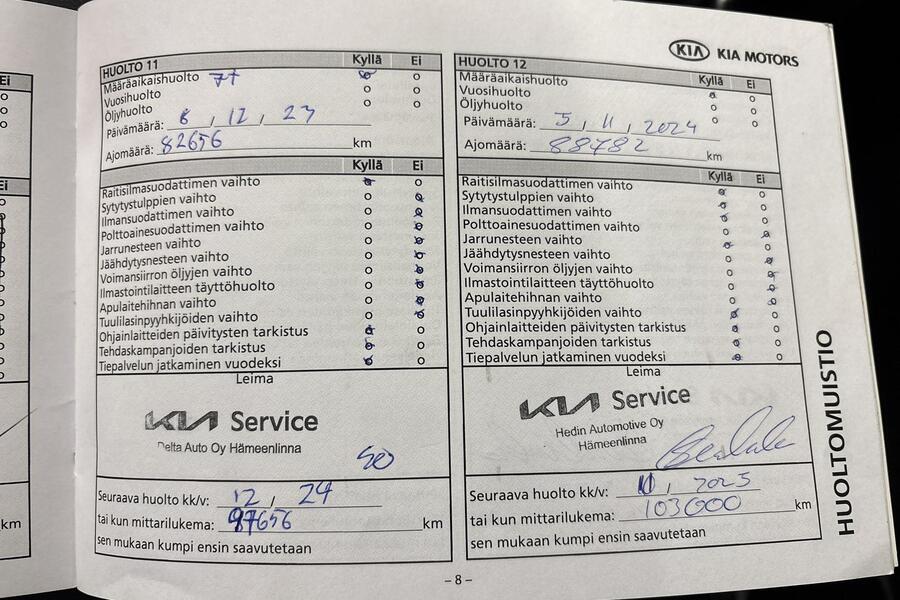 KIA KIA MOTORS
Ei
Ei
km
HUOLTO 11 Kyllä Ei
Määräaikaishuolto
Vuosihuolto
Öljyhuolto
Päivämäärä: 8, 12, 23
Ajomäärä: 82656 km
Kyllä Ei
Raitisilmasuodattimen vaihto
Sytytystulppien vaihto
Ilmansuodattimen vaihto
Polttoainesuodattimen vaihto
Jarrunesteen vaihto
Jäähdytysnesteen vaihto
Voimansiirron öljyjen vaihto
Ilmastointilaitteen täyttöhuolto
Apulaitehihnan vaihto
Tuulilasinpyyhkijöiden vaihto
Ohjainlaitteiden päivitysten tarkistus
Tehdaskampanjoiden tarkistus
Tiepalvelun jatkaminen vuodeksi
Leima
KIA Service
Delta Auto Oy Hämeenlinna
Seuraava huolto kk/v: 12, 24
tai kun mittarilukema: 97656 km
sen mukaan kumpi ensin saavutetaan
HUOLTO 12 Kyllä Ei
Määräaikaishuolto
Vuosihuolto
Öljyhuolto
Päivämäärä: 5, 11, 2024
Ajomäärä: 88782 km
Kyllä Ei
Raitisilmasuodattimen vaihto
Sytytystulppien vaihto
Ilmansuodattimen vaihto
Polttoainesuodattimen vaihto
Jarrunesteen vaihto
Jäähdytysnesteen vaihto
Voimansiirron öljyjen vaihto
Ilmastointilaitteen täyttöhuolto
Apulaitehihnan vaihto
Tuulilasinpyyhkijöiden vaihto
Ohjainlaitteiden päivitysten tarkistus
Tehdaskampanjoiden tarkistus
Tiepalvelun jatkaminen vuodeksi
Leima
KIA Service
Hedin Automotive Oy
Hämeenlinna
Seuraava huolto kk/v: 11, 2025
tai kun mittarilukema: 103000 km
sen mukaan kumpi ensin saavutetaan
HUOLTOMUISTIO
– 8 –